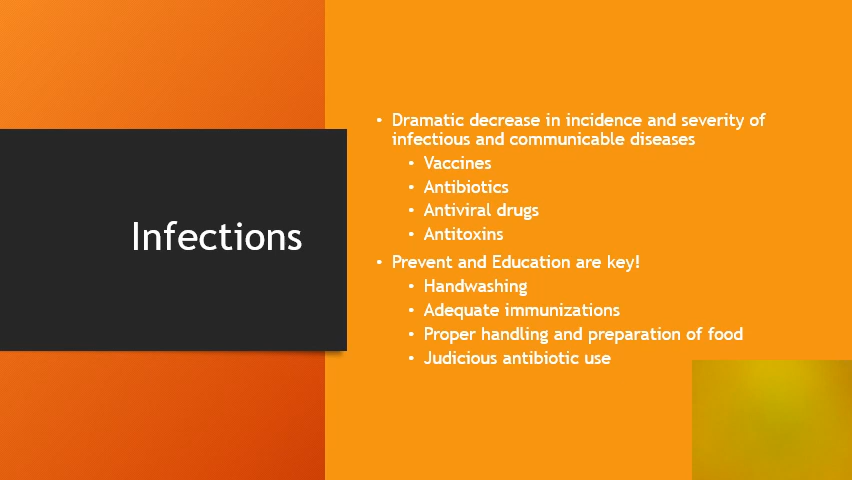 Infections
• Dramatic decrease in incidence and severity of
infectious and communicable diseases
• Vaccines
• Antibiotics
• Antiviral drugs
• Antitoxins
• Prevent and Education are key!
• Handwashing
• Adequate immunizations
• Proper handling and preparation of food
• Judicious antibiotic use